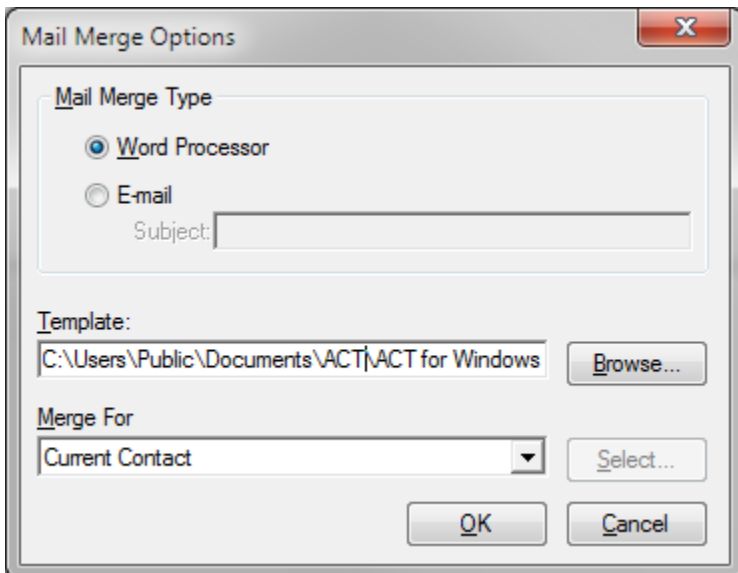 Mail Merge Options
Mail Merge Type
Word Processor
E-mail
Subject:
Template:
C:\Users\Public\Documents\ACT\ACT for Windows
Browse...
Merge For
Current Contact
Select...
OK
Cancel